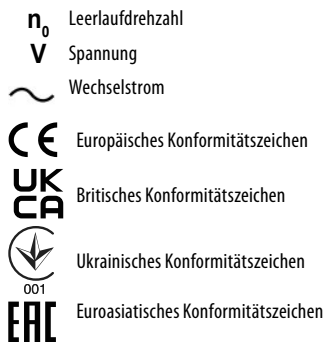 n₀ Leerlaufdrehzahl
V Spannung
Wechselstrom
CE Europäisches Konformitätszeichen
UK
CA Britisches Konformitätszeichen
Ukrainisches Konformitätszeichen
001
EAC Euroasiatisches Konformitätszeichen